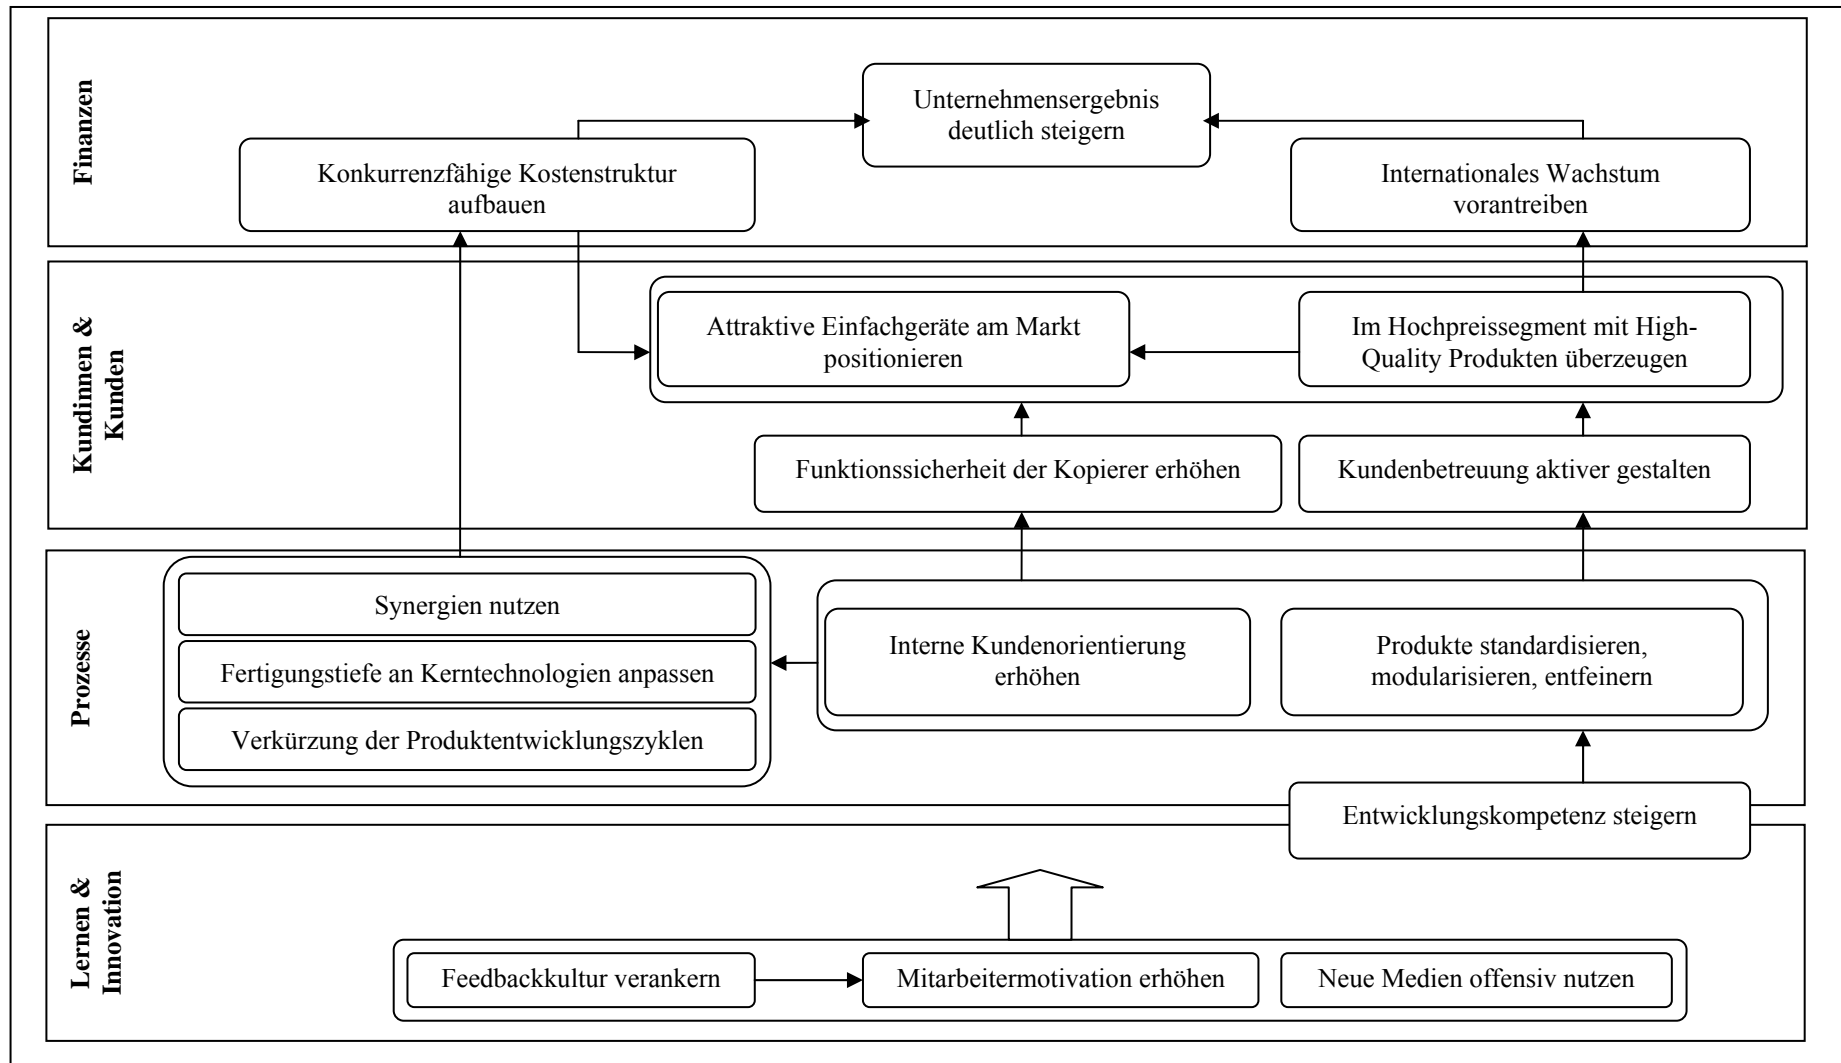 Finanzen
Unternehmensergebnis
deutlich steigern
Konkurrenzfähige Kostenstruktur
aufbauen
Internationales Wachstum
vorantreiben
Kundinnen &
Kunden
Attraktive Einfachgeräte am Markt
positionieren
Im Hochpreissegment mit High-
Quality Produkten überzeugen
Funktionssicherheit der Kopierer erhöhen
Kundenbetreuung aktiver gestalten
Prozesse
Synergien nutzen
Fertigungstiefe an Kerntechnologien anpassen
Verkürzung der Produktentwicklungszyklen
Interne Kundenorientierung
erhöhen
Produkte standardisieren,
modularisieren, entfeinern
Entwicklungskompetenz steigern
Lernen &
Innovation
Feedbackkultur verankern
Mitarbeitermotivation erhöhen
Neue Medien offensiv nutzen